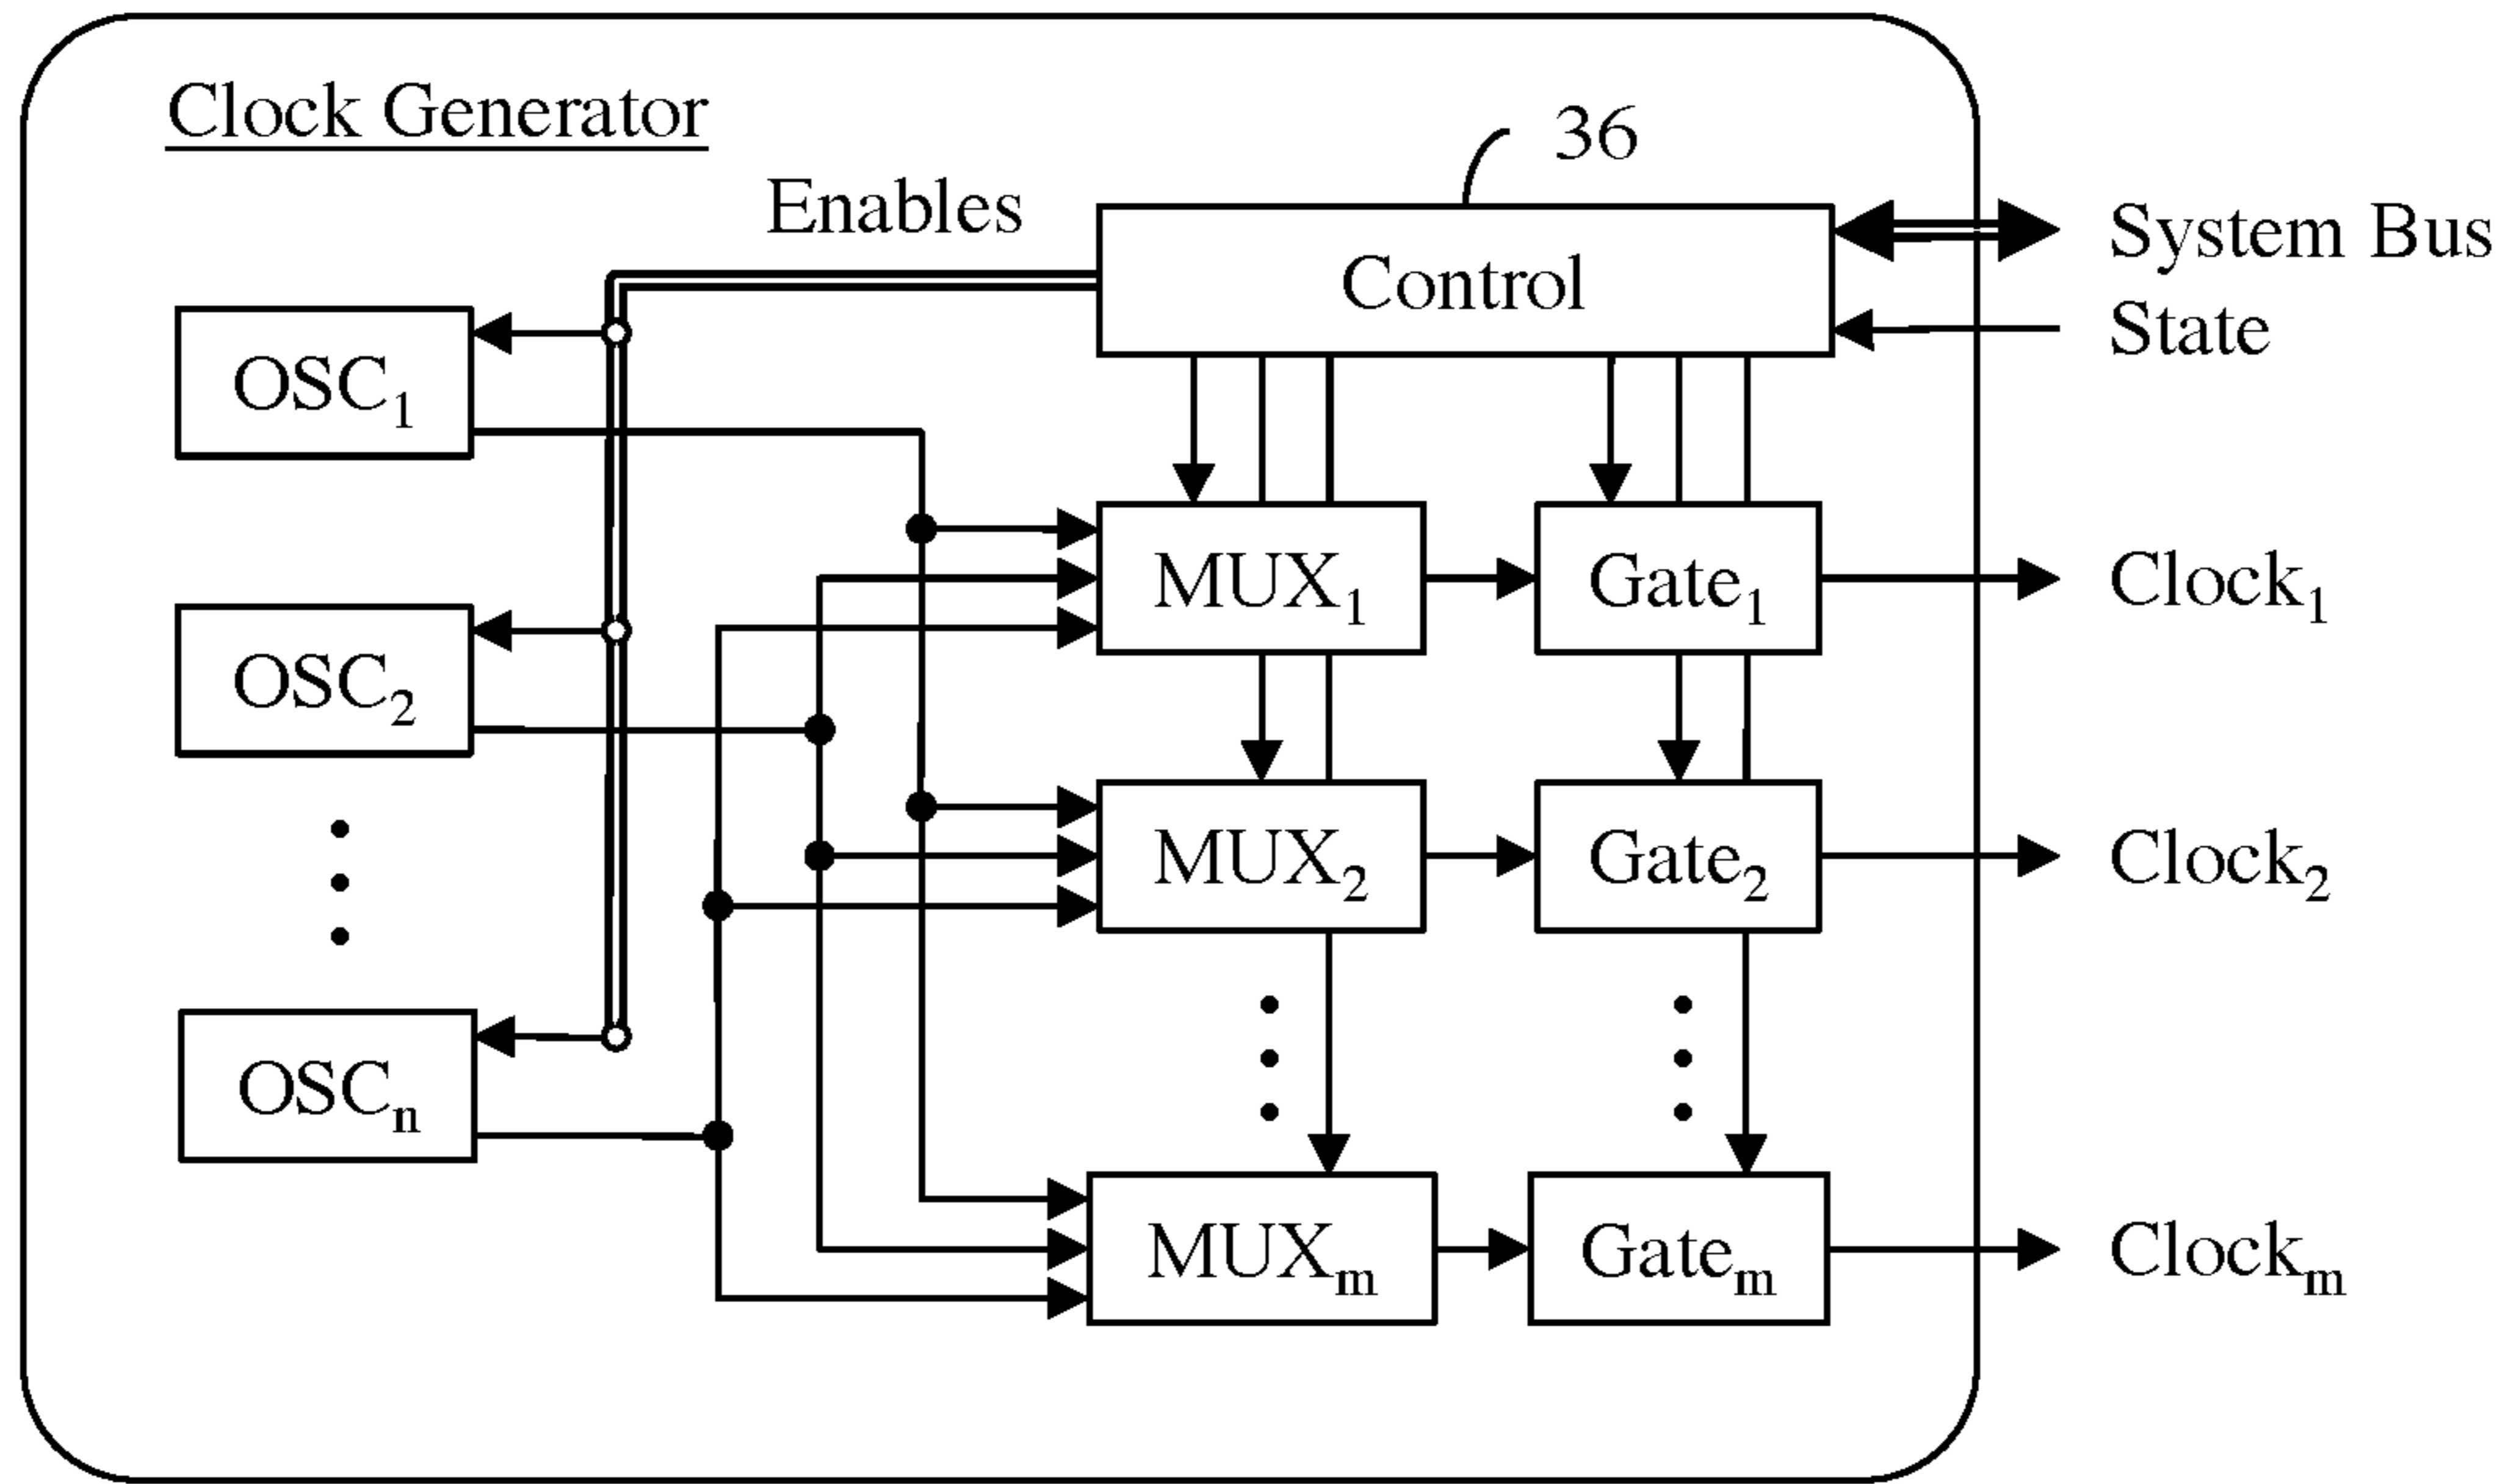 Clock Generator
36
Enables
System Bus
Control
State
OSC₁
MUX₁
Gate₁
Clock₁
OSC₂
MUX₂
Gate₂
Clock₂
OSCₙ
MUXₘ
Gateₘ
Clockₘ